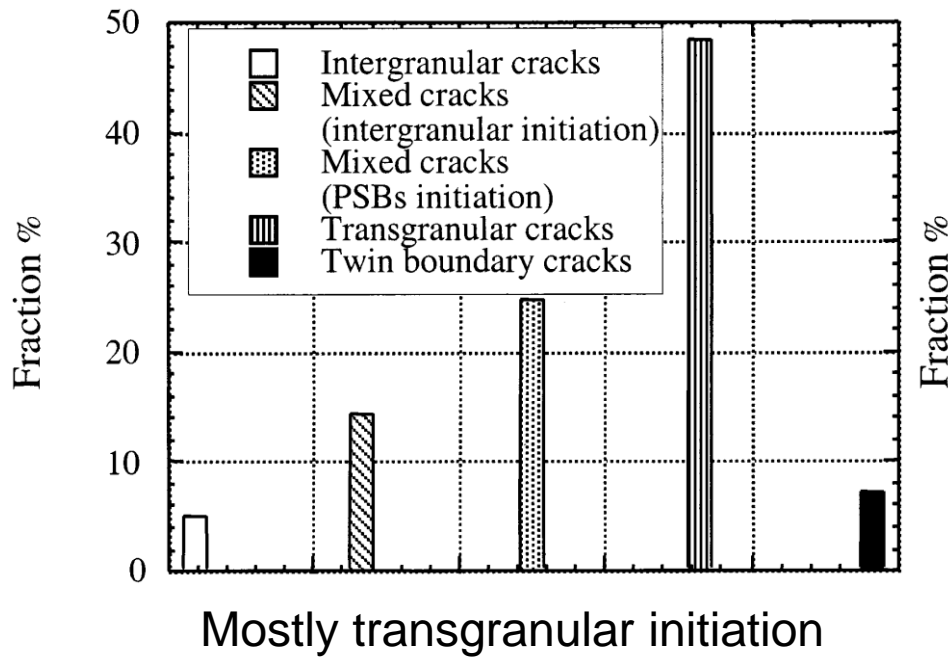 50
40
30
20
10
0
Fraction %
Intergranular cracks
Mixed cracks
(intergranular initiation)
Mixed cracks
(PSBs initiation)
Transgranular cracks
Twin boundary cracks
Fraction %
Mostly transgranular initiation